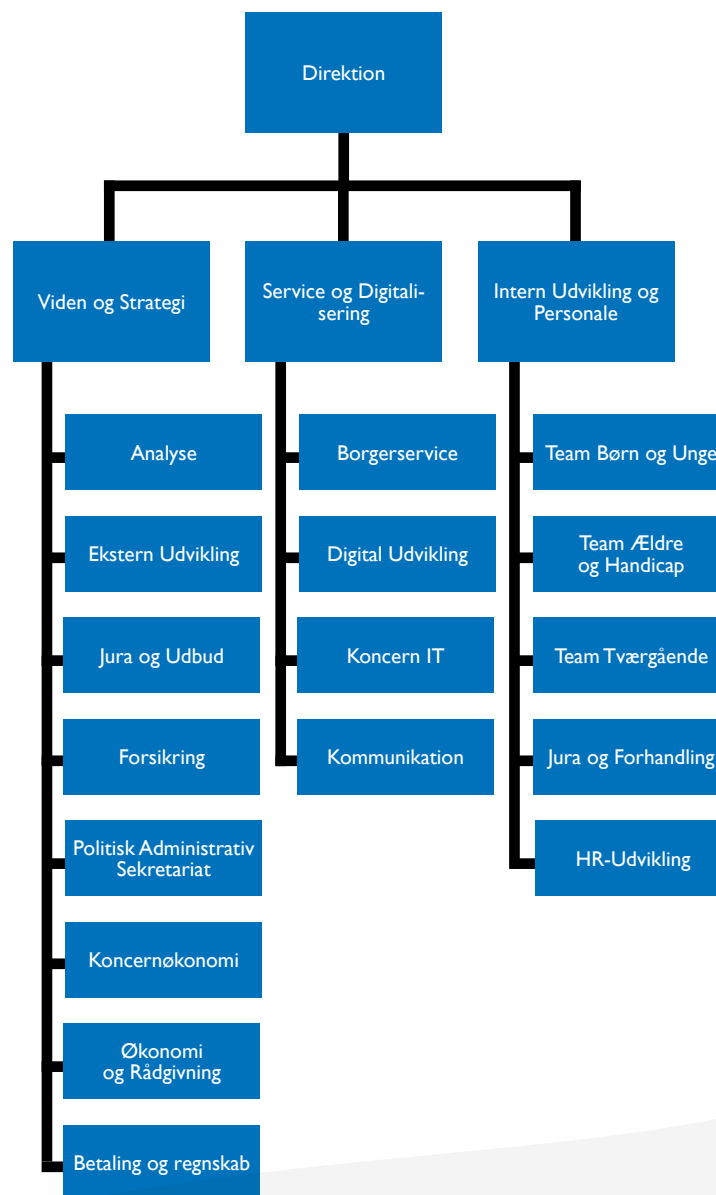 Direktion
Viden og Strategi
Service og Digitali-
sering
Intern Udvikling og
Personale
Analyse
Ekstern Udvikling
Jura og Udbud
Forsikring
Politisk Administrativ
Sekretariat
Koncernøkonomi
Økonomi
og Rådgivning
Betaling og regnskab
Borgerservice
Digital Udvikling
Koncern IT
Kommunikation
Team Børn og Unge
Team Ældre
og Handicap
Team Tværgående
Jura og Forhandling
HR-Udvikling